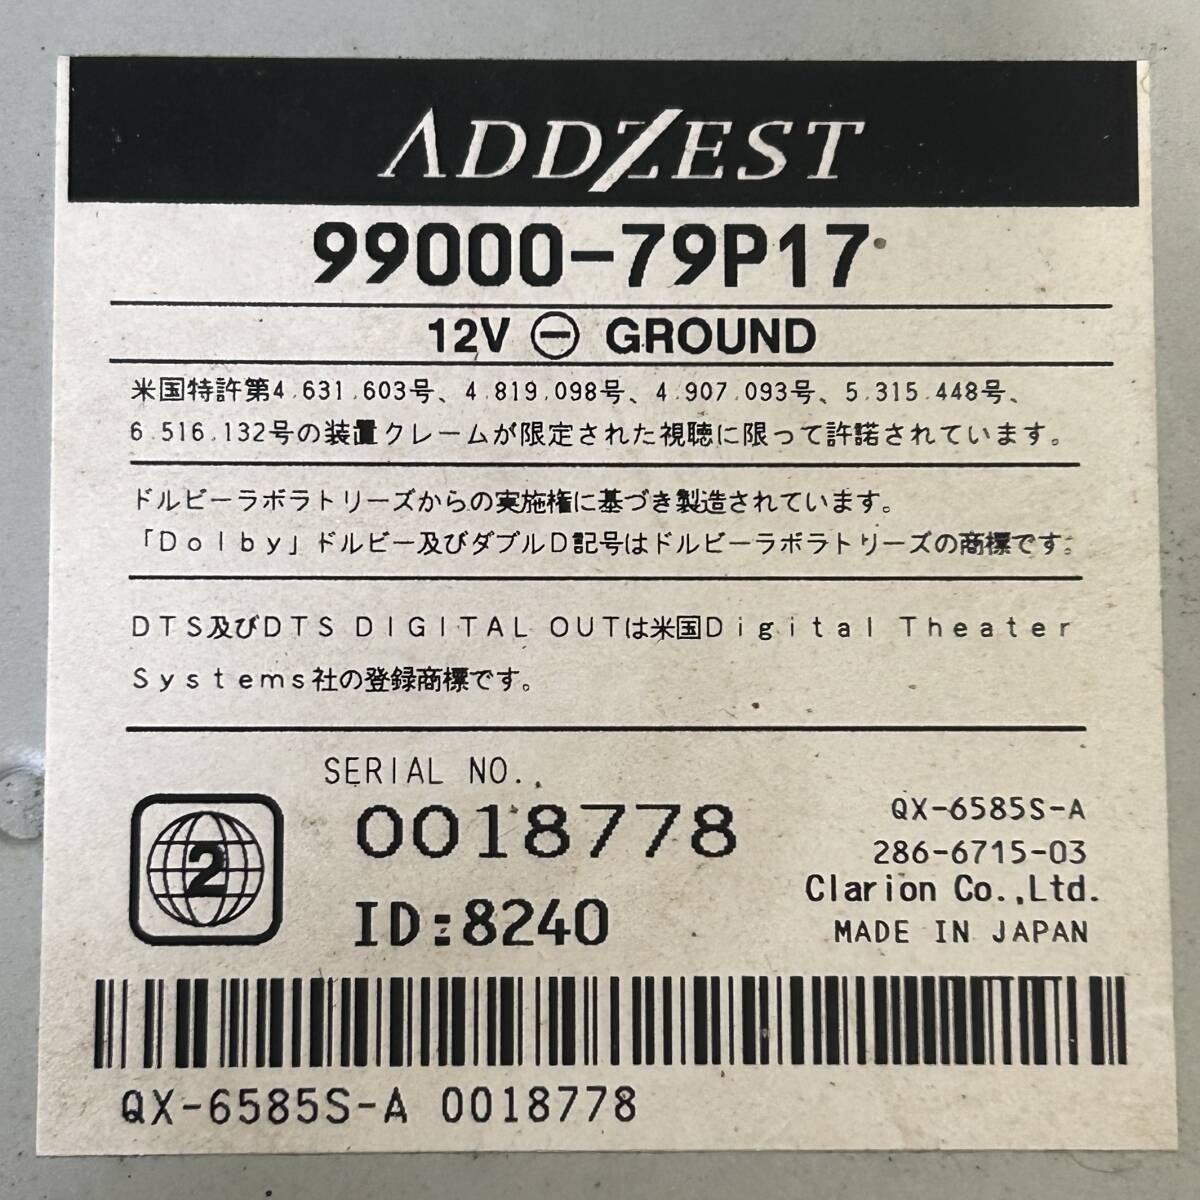 ADDZEST
99000-79P17
12V ⊖ GROUND
米国特許第4,631,603号、4,819,098号、4,907,093号、5,315,448号、
6,516,132号の装置クレームが限定された視聴に限って許諾されています。
ドルビーラボラトリーズからの実施権に基づき製造されています。
「Dolby」ドルビー及びダブルD記号はドルビーラボラトリーズの商標です。
DTS及びDTS DIGITAL OUTは米国Digital Theater
Systems社の登録商標です。
SERIAL NO.
0018778
ID:8240
2
QX-6585S-A
286-6715-03
Clarion Co.,Ltd.
MADE IN JAPAN
QX-6585S-A 0018778